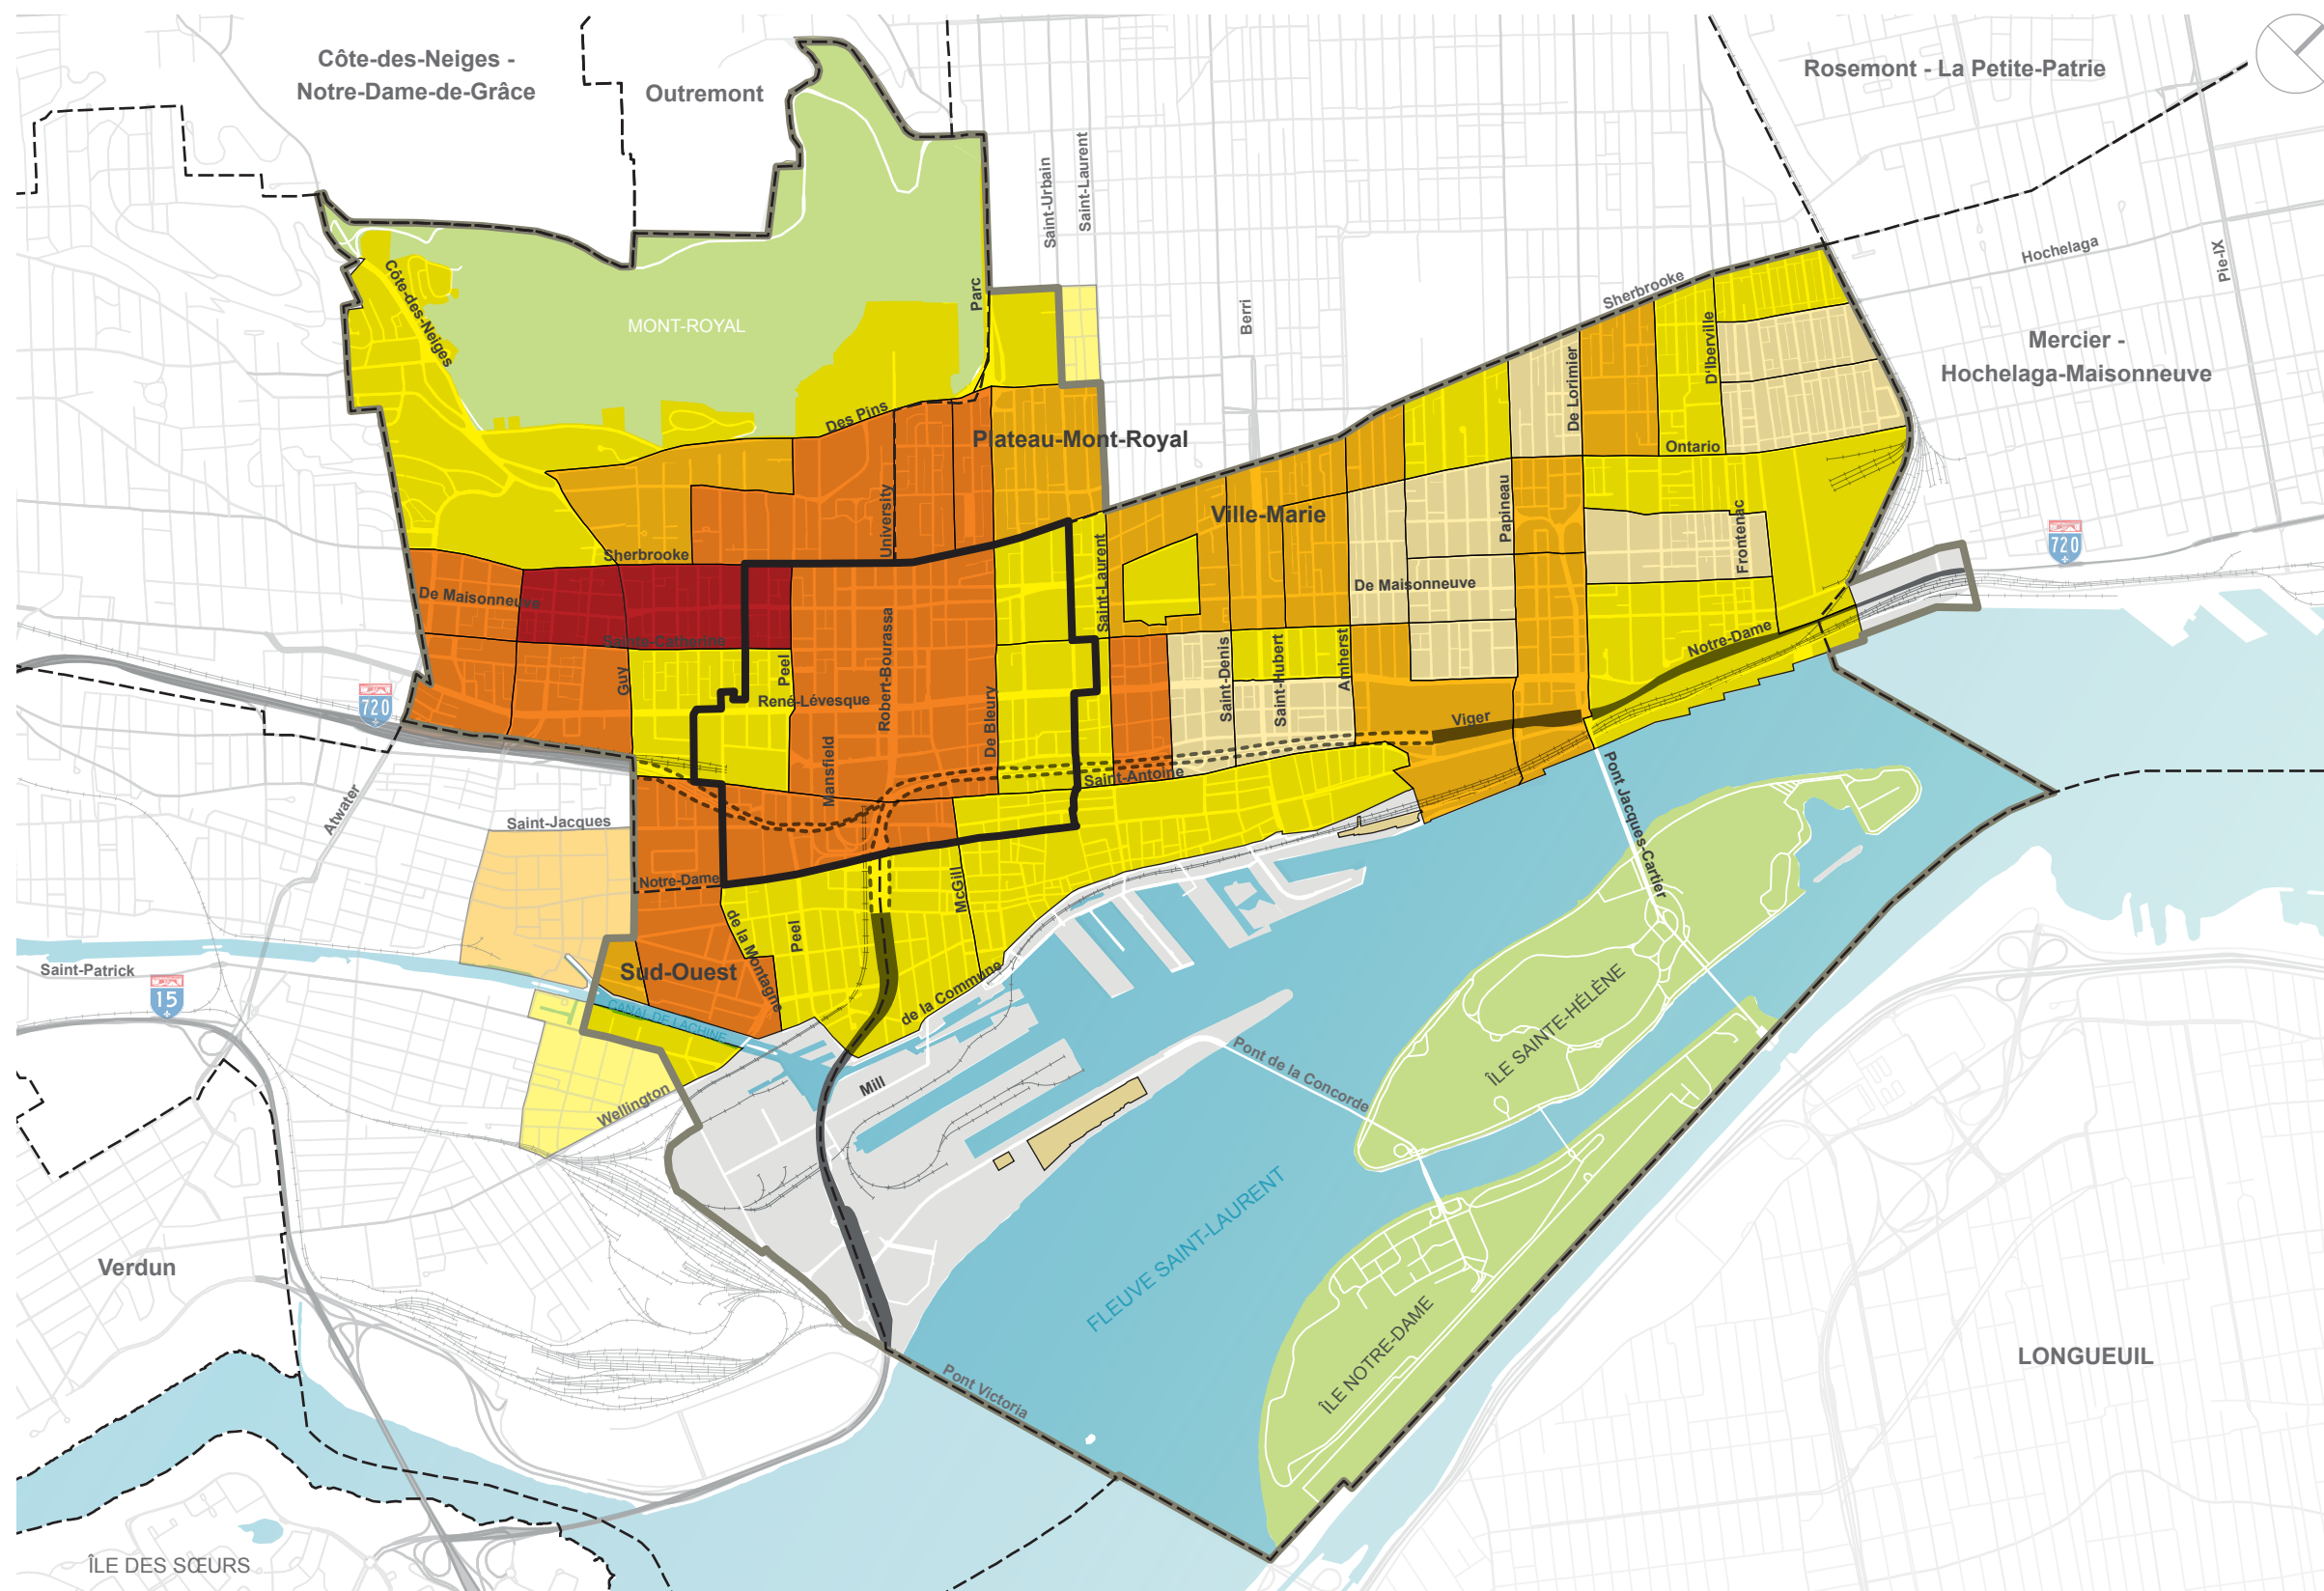 Côte-des-Neiges -
Notre-Dame-de-Grâce
Outremont
Rosemont - La Petite-Patrie
Saint-Urbain
Saint-Laurent
Hochelaga
Pie-IX
Côte-des-Neiges
MONT-ROYAL
Parc
Berri
Sherbrooke
D'Iberville
De Lorimier
Mercier -
Hochelaga-Maisonneuve
Des Pins
Plateau-Mont-Royal
Ontario
University
Ville-Marie
Papineau
Frontenac
720
Sherbrooke
Saint-Laurent
De Maisonneuve
De Maisonneuve
Sainte-Catherine
Robert-Bourassa
Notre-Dame
Guy
Peel
René-Lévesque
De Bleury
Saint-Denis
Saint-Hubert
Amherst
Viger
720
Mansfield
Saint-Antoine
Pont Jacques-Cartier
Atwater
Saint-Jacques
Notre-Dame
McGill
de la Montagne
Peel
Saint-Patrick
15
Sud-Ouest
de la Commune
CANAL DE LACHINE
ÎLE SAINTE-HÉLÈNE
Pont de la Concorde
Mill
Wellington
FLEUVE SAINT-LAURENT
Verdun
ÎLE NOTRE-DAME
LONGUEUIL
Pont Victoria
ÎLE DES SŒURS